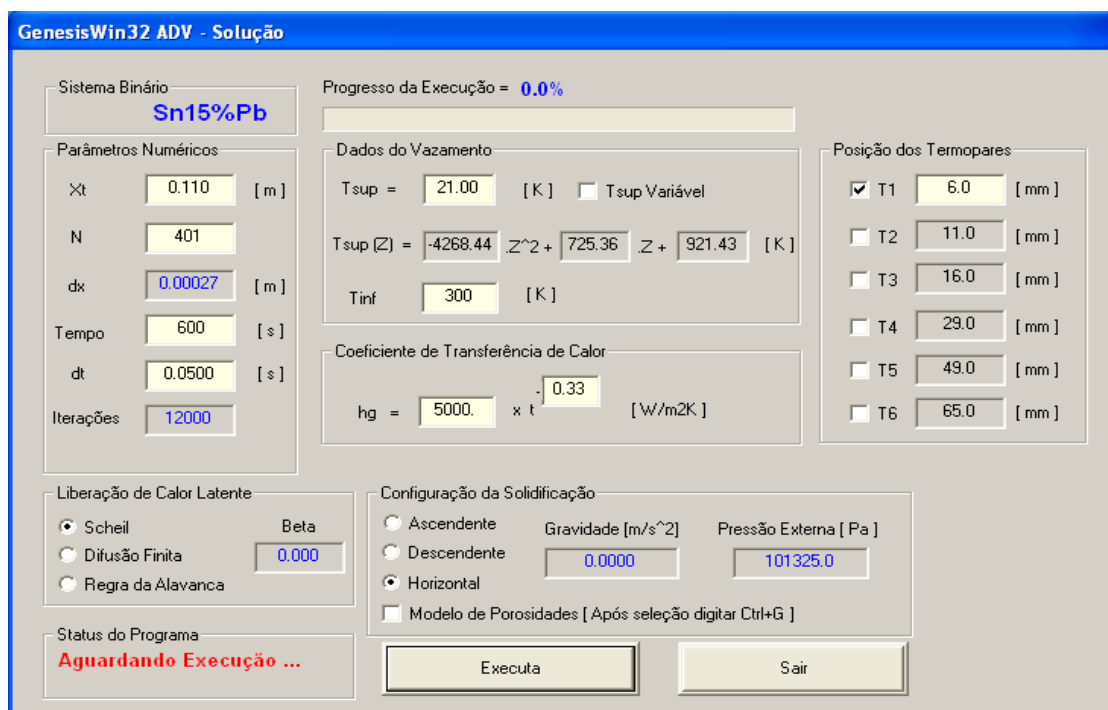 GenesisWin32 ADV - Solução
Sistema Binário
Sn15%Pb
Progresso da Execução = 0.0%
Parâmetros Numéricos
Xt 0.110 [ m ]
N 401
dx 0.00027 [ m ]
Tempo 600 [ s ]
dt 0.0500 [ s ]
Iterações 12000
Dados do Vazamento
Tsup = 21.00 [ K ] Tsup Variável
Tsup (Z) = -4268.44 .Z^2 + 725.36 .Z + 921.43 [ K ]
Tinf 300 [ K ]
Coeficiente de Transferência de Calor
hg = 5000. x t - 0.33 [ W/m2K ]
Posição dos Termopares
T1 6.0 [ mm ]
T2 11.0 [ mm ]
T3 16.0 [ mm ]
T4 29.0 [ mm ]
T5 49.0 [ mm ]
T6 65.0 [ mm ]
Liberação de Calor Latente
Scheil
Difusão Finita
Regra da Alavanca
Beta
0.000
Configuração da Solidificação
Ascendente
Descendente
Horizontal
Gravidade [m/s^2]
0.0000
Pressão Externa [ Pa ]
101325.0
Modelo de Porosidades [ Após seleção digitar Ctrl+G ]
Status do Programa
Aguardando Execução ...
Executa
Sair